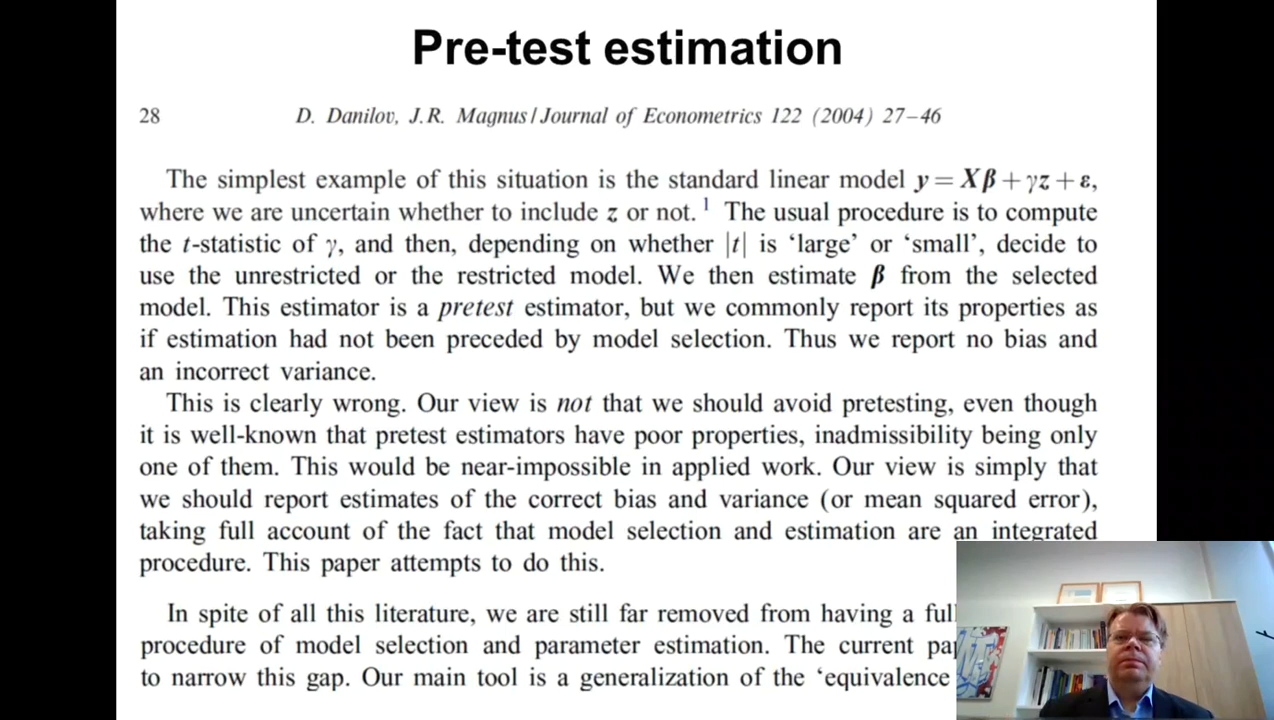 Pre-test estimation
28 D. Danilov, J.R. Magnus / Journal of Econometrics 122 (2004) 27–46
The simplest example of this situation is the standard linear model y = Xβ + γz + ε,
where we are uncertain whether to include z or not. 1 The usual procedure is to compute
the t-statistic of γ, and then, depending on whether |t| is ‘large’ or ‘small’, decide to
use the unrestricted or the restricted model. We then estimate β from the selected
model. This estimator is a pretest estimator, but we commonly report its properties as
if estimation had not been preceded by model selection. Thus we report no bias and
an incorrect variance.
This is clearly wrong. Our view is not that we should avoid pretesting, even though
it is well-known that pretest estimators have poor properties, inadmissibility being only
one of them. This would be near-impossible in applied work. Our view is simply that
we should report estimates of the correct bias and variance (or mean squared error),
taking full account of the fact that model selection and estimation are an integrated
procedure. This paper attempts to do this.
In spite of all this literature, we are still far removed from having a ful
procedure of model selection and parameter estimation. The current pa
to narrow this gap. Our main tool is a generalization of the ‘equivalence